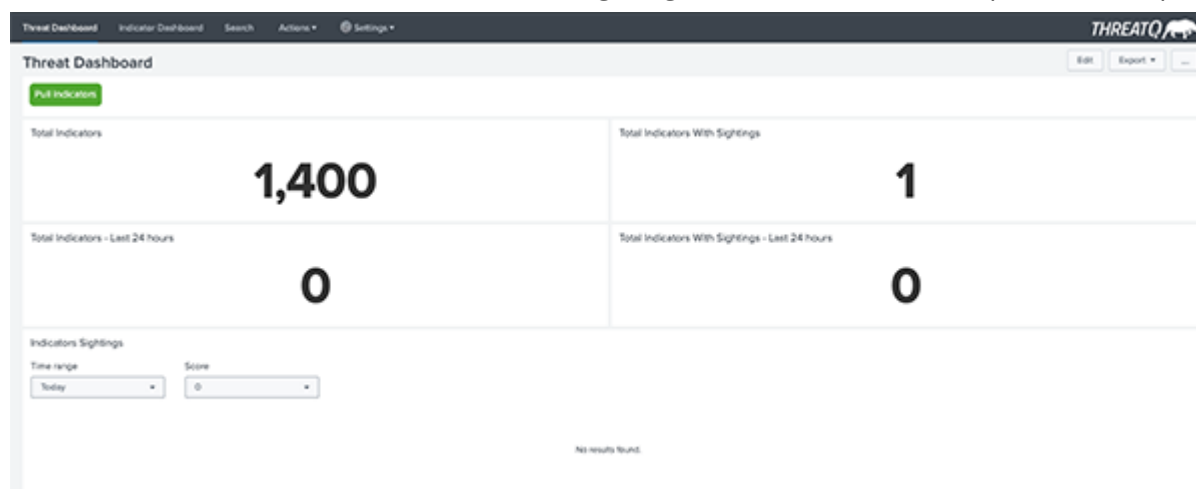 Threat Dashboard Indicator Dashboard Search Actions Settings THREATQ
Threat Dashboard Edit Export ...
Pull Indicators
Total Indicators Total Indicators With Sightings
1,400 1
Total Indicators - Last 24 hours Total Indicators With Sightings - Last 24 hours
0 0
Indicators Sightings
Time range Score
Today 0
No results found.